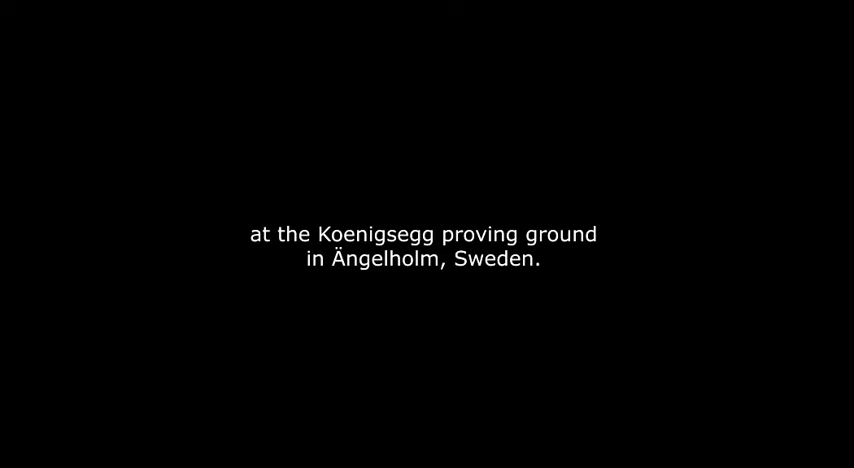 at the Koenigsegg proving ground
in Ängelholm, Sweden.